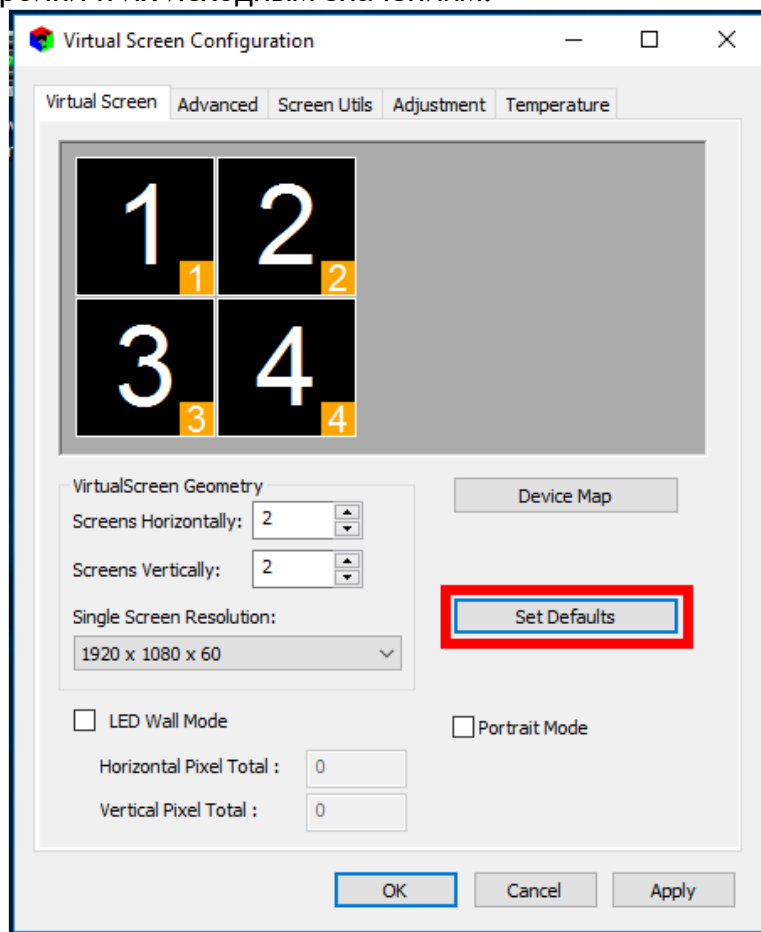 исходным значениям.
Virtual Screen Configuration
Virtual Screen Advanced Screen Utils Adjustment Temperature
1 2
1 2
3 4
3 4
VirtualScreen Geometry
Screens Horizontally: 2
Device Map
Screens Vertically: 2
Single Screen Resolution:
Set Defaults
1920 x 1080 x 60
LED Wall Mode
Portrait Mode
Horizontal Pixel Total : 0
Vertical Pixel Total : 0
OK Cancel Apply